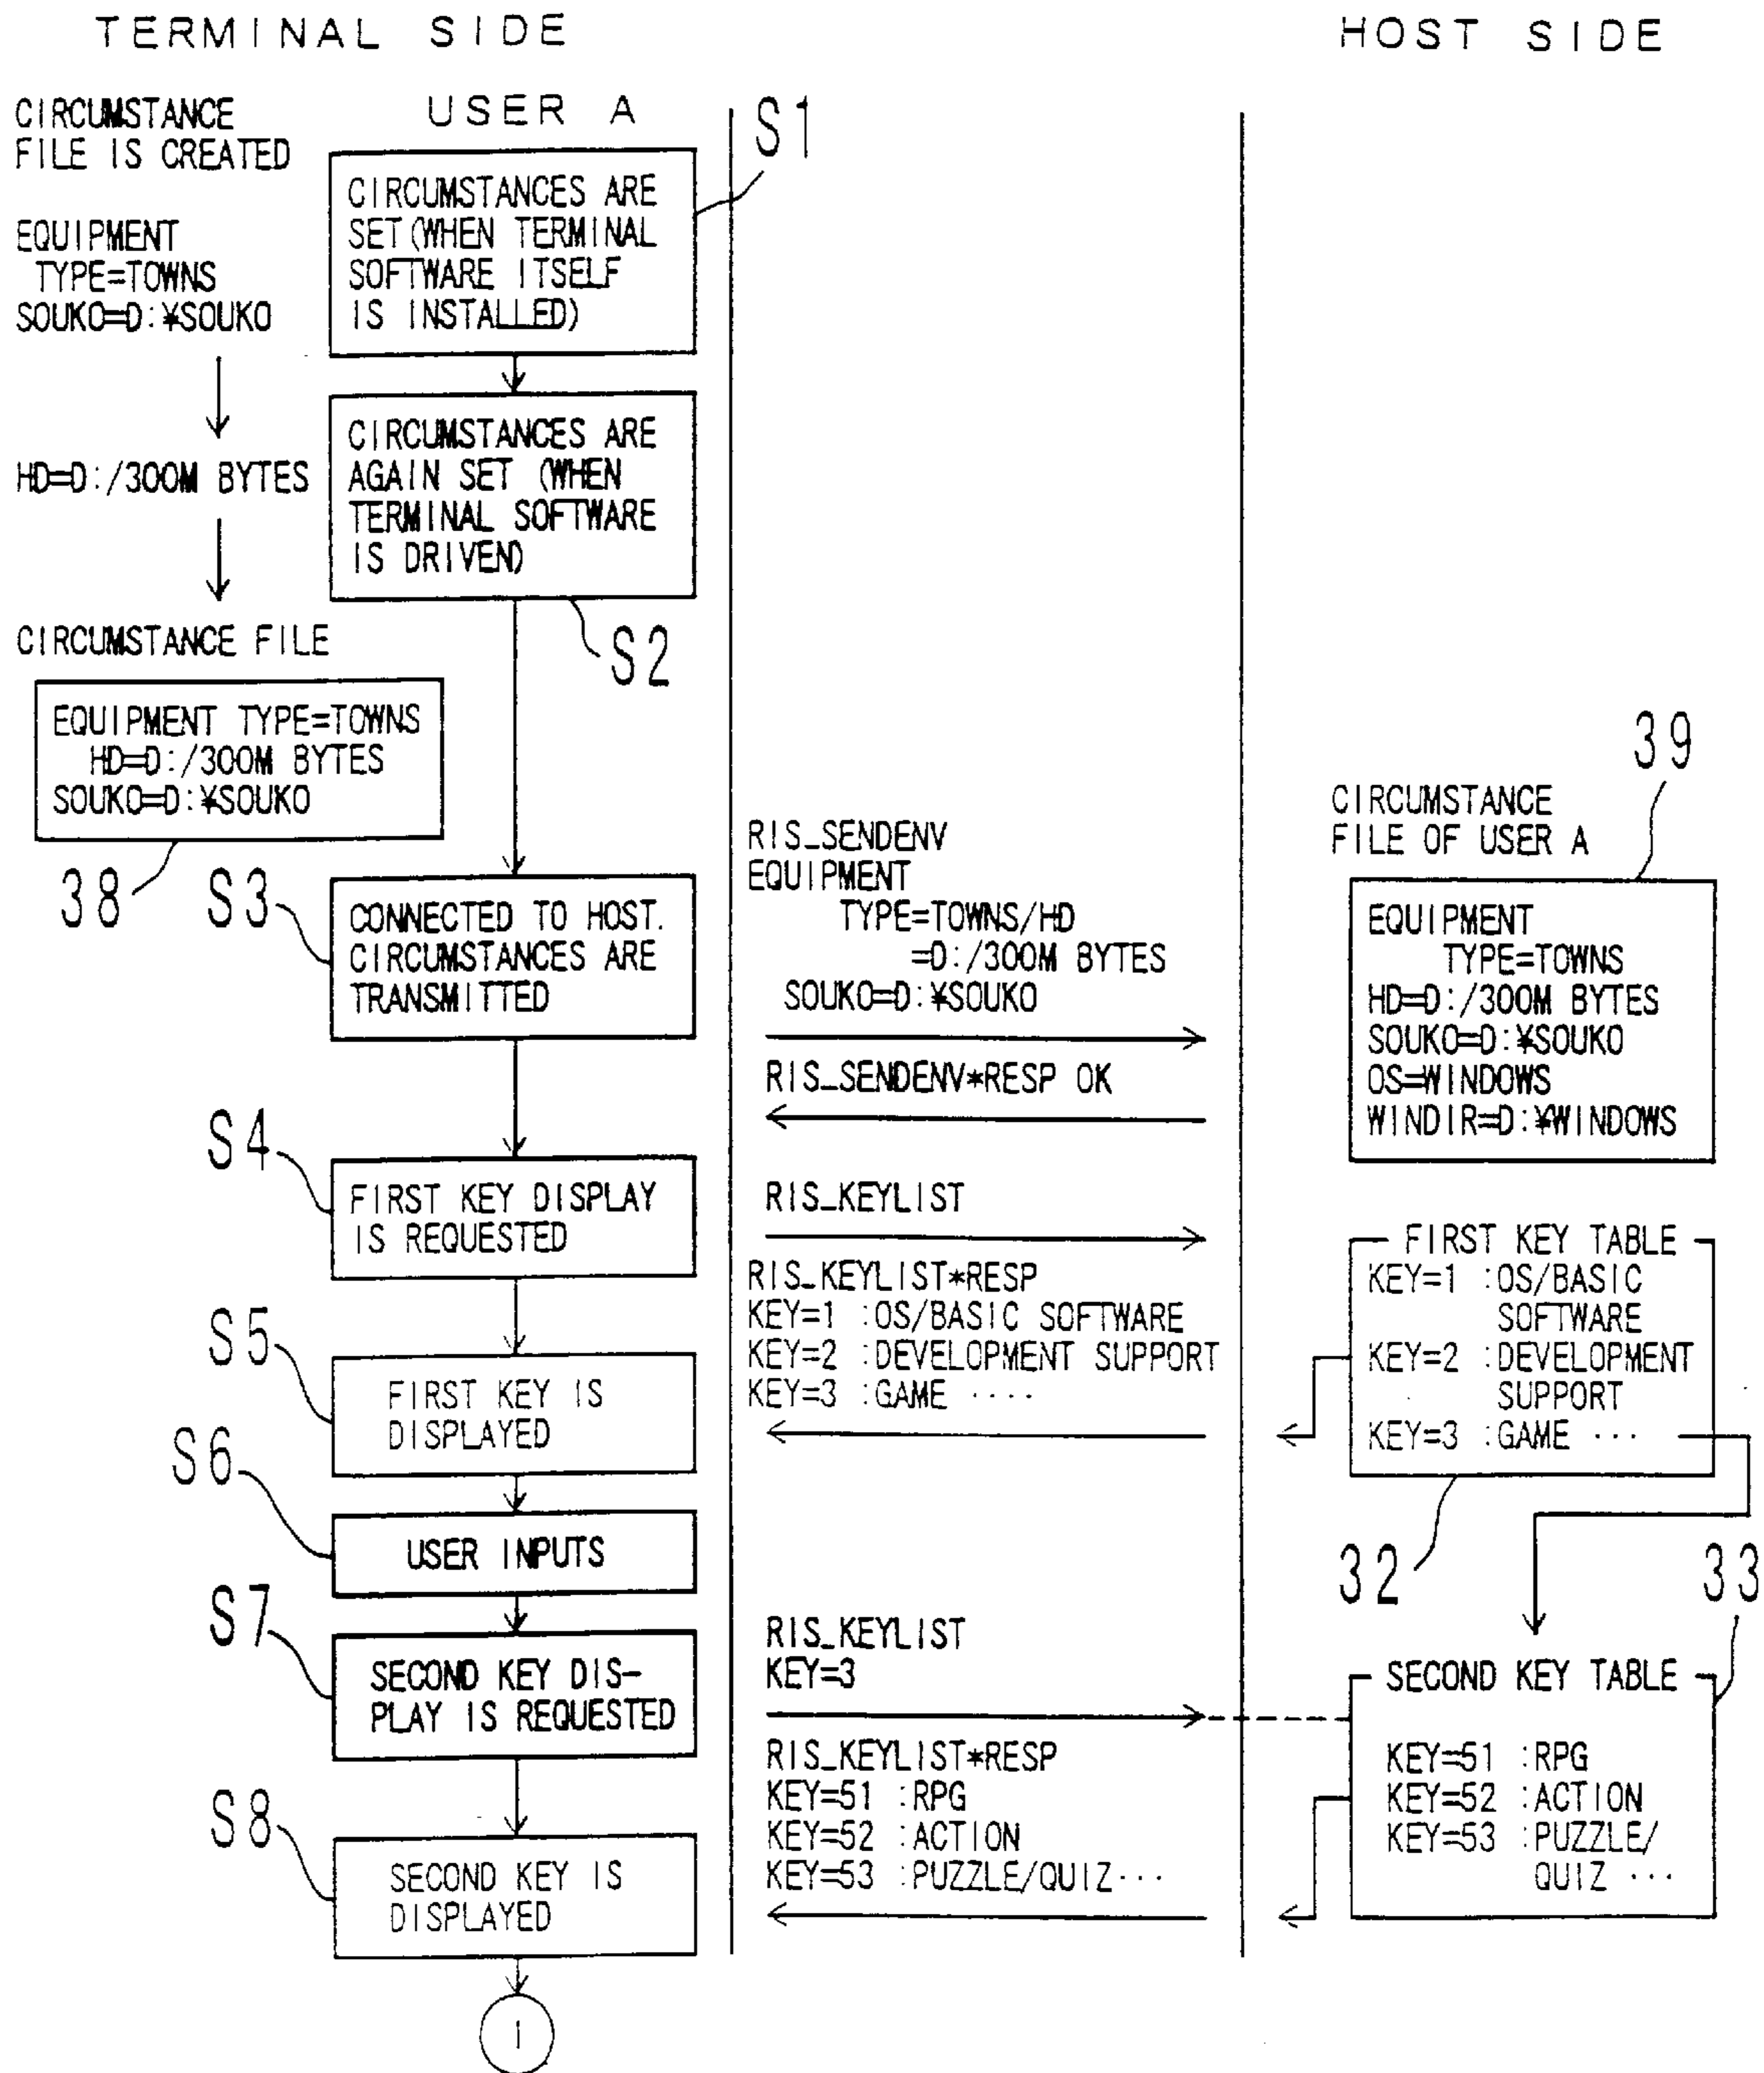 TERMINAL SIDE
HOST SIDE
CIRCUMSTANCE
FILE IS CREATED
USER A
S1
EQUIPMENT
TYPE=TOWNS
SOUKO=D:¥SOUKO
CIRCUMSTANCES ARE
SET(WHEN TERMINAL
SOFTWARE ITSELF
IS INSTALLED)
HD=D:/300M BYTES
CIRCUMSTANCES ARE
AGAIN SET (WHEN
TERMINAL SOFTWARE
IS DRIVEN)
S2
CIRCUMSTANCE FILE
EQUIPMENT TYPE=TOWNS
HD=D:/300M BYTES
SOUKO=D:¥SOUKO
38
S3
CONNECTED TO HOST.
CIRCUMSTANCES ARE
TRANSMITTED
RIS_SENDENV
EQUIPMENT
TYPE=TOWNS/HD
=D:/300M BYTES
SOUKO=D:¥SOUKO
RIS_SENDENV*RESP OK
39
CIRCUMSTANCE
FILE OF USER A
EQUIPMENT
TYPE=TOWNS
HD=D:/300M BYTES
SOUKO=D:¥SOUKO
OS=WINDOWS
WINDIR=D:¥WINDOWS
S4
FIRST KEY DISPLAY
IS REQUESTED
RIS_KEYLIST
RIS_KEYLIST*RESP
KEY=1 :OS/BASIC SOFTWARE
KEY=2 :DEVELOPMENT SUPPORT
KEY=3 :GAME ····
FIRST KEY TABLE
KEY=1 :OS/BASIC
SOFTWARE
KEY=2 :DEVELOPMENT
SUPPORT
KEY=3 :GAME ···
32
S5
FIRST KEY IS
DISPLAYED
S6
USER INPUTS
S7
SECOND KEY DIS-
PLAY IS REQUESTED
RIS_KEYLIST
KEY=3
33
SECOND KEY TABLE
KEY=51 :RPG
KEY=52 :ACTION
KEY=53 :PUZZLE/
QUIZ ···
RIS_KEYLIST*RESP
KEY=51 :RPG
KEY=52 :ACTION
KEY=53 :PUZZLE/QUIZ···
S8
SECOND KEY IS
DISPLAYED
1